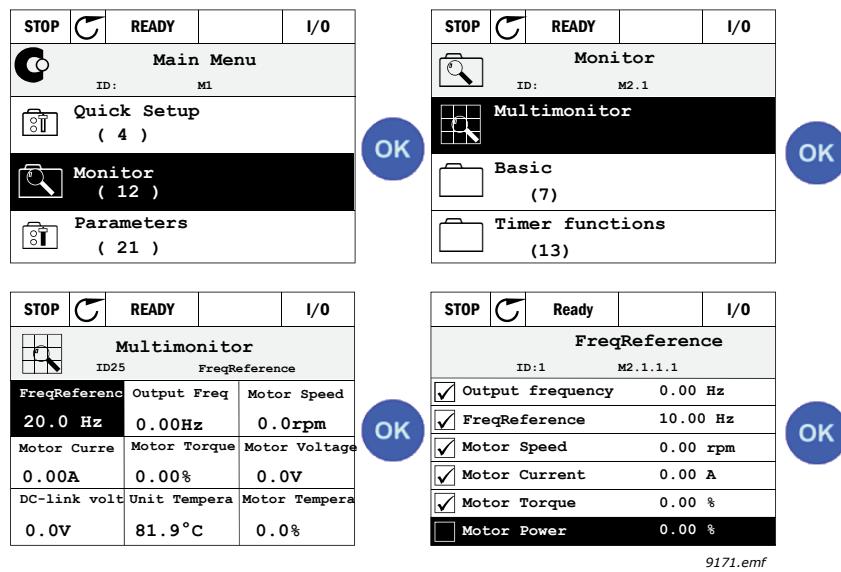 STOP READY I/O
Main Menu
ID: M1
Quick Setup
( 4 )
Monitor
( 12 )
Parameters
( 21 )
OK
STOP READY I/O
Monitor
ID: M2.1
Multimonitor
Basic
(7)
Timer functions
(13)
OK
STOP READY I/O
Multimonitor
ID25 FreqReference
FreqReferenc Output Freq Motor Speed
20.0 Hz 0.00Hz 0.0rpm
Motor Curre Motor Torque Motor Voltage
0.00A 0.00% 0.0V
DC-link volt Unit Tempera Motor Tempera
0.0V 81.9°C 0.0%
OK
STOP Ready I/O
FreqReference
ID:1 M2.1.1.1
Output frequency 0.00 Hz
FreqReference 10.00 Hz
Motor Speed 0.00 rpm
Motor Current 0.00 A
Motor Torque 0.00 %
Motor Power 0.00 %
OK
9171.emf